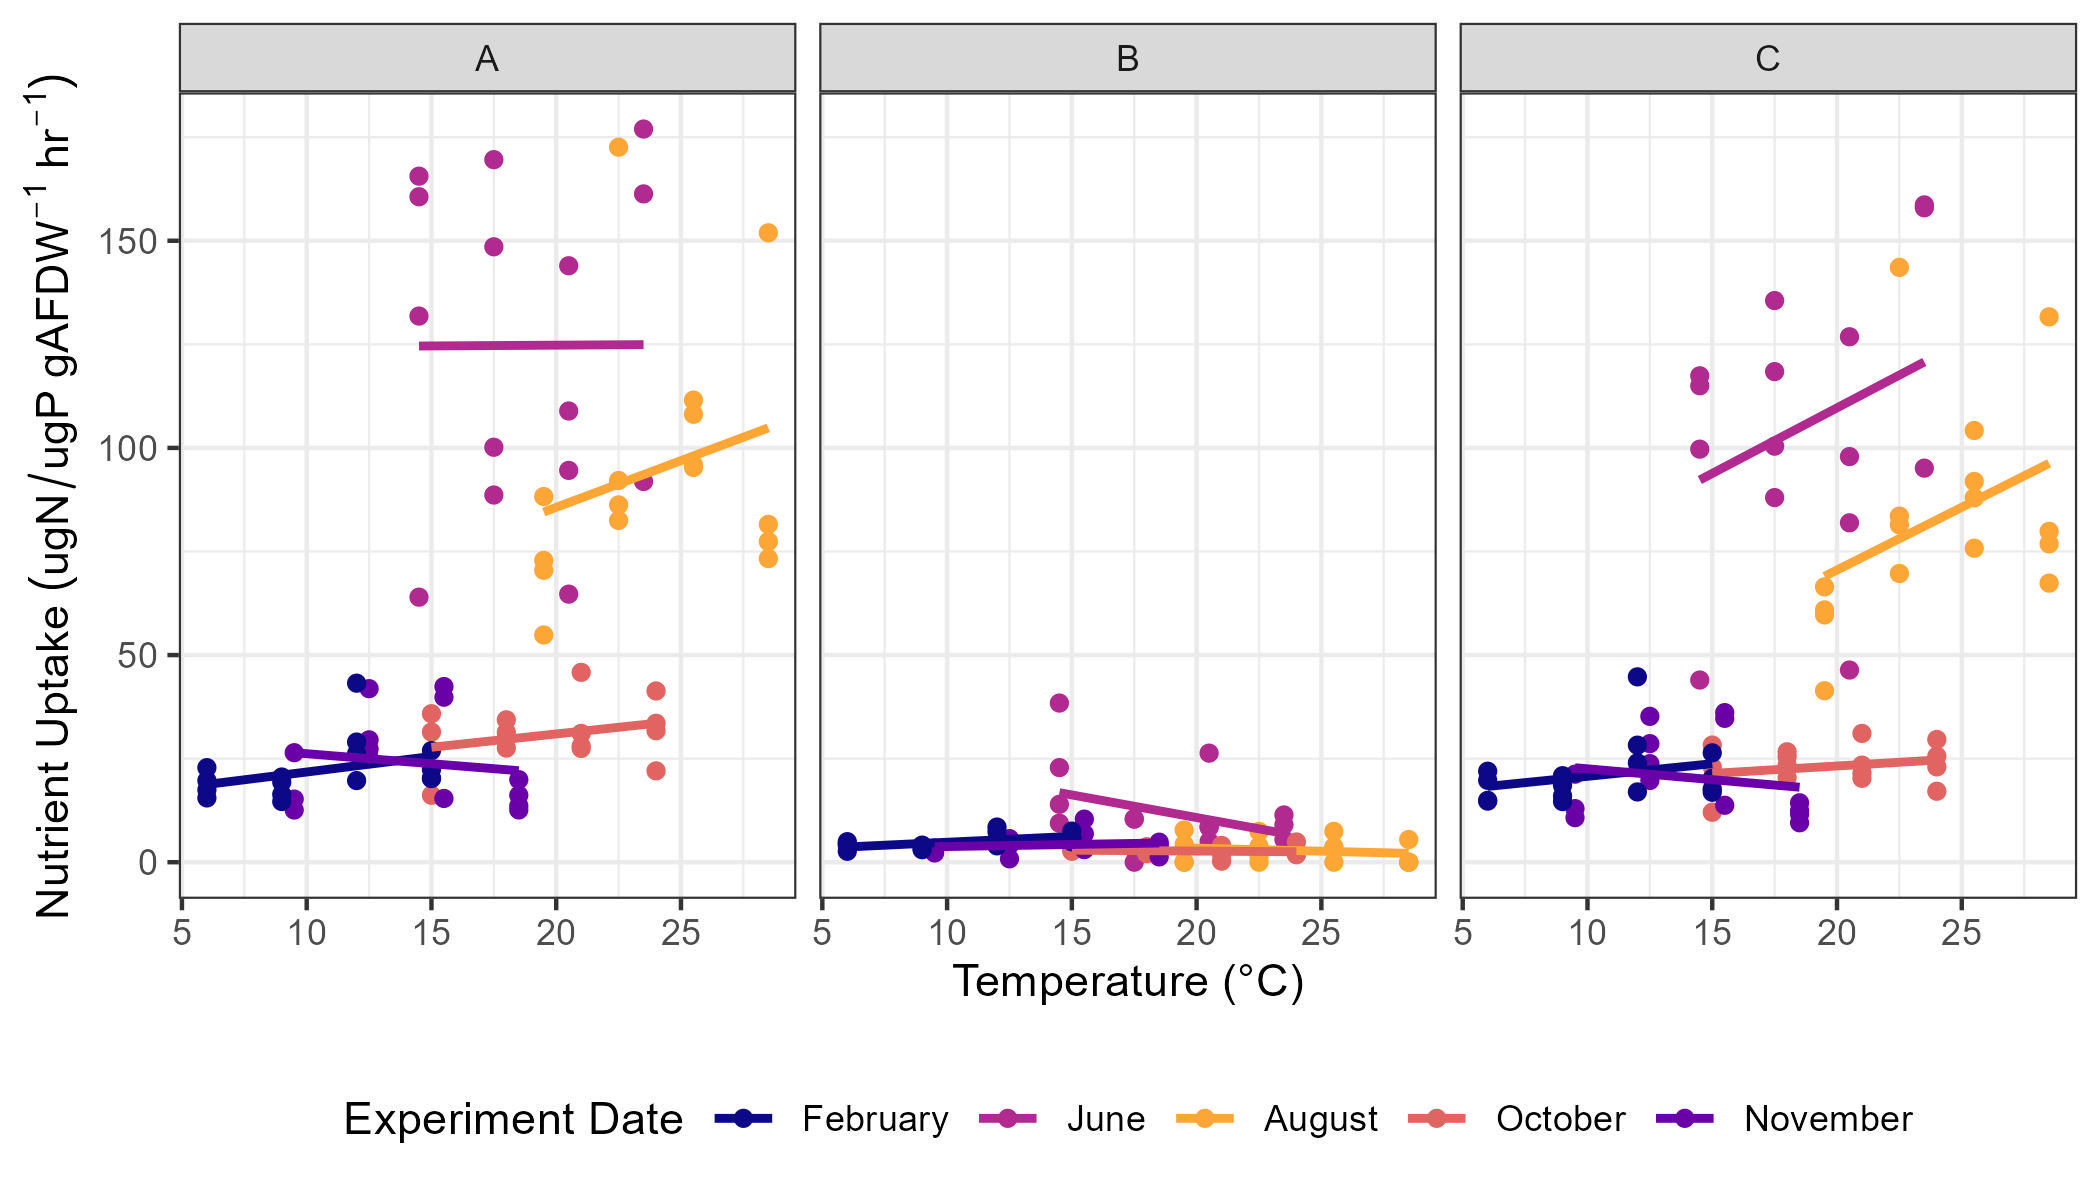 A B C
Nutrient Uptake (ugN/ugP gAFDW⁻¹ hr⁻¹)
150
100
50
0
5 10 15 20 25 5 10 15 20 25 5 10 15 20 25
Temperature (°C)
Experiment Date February June August October November